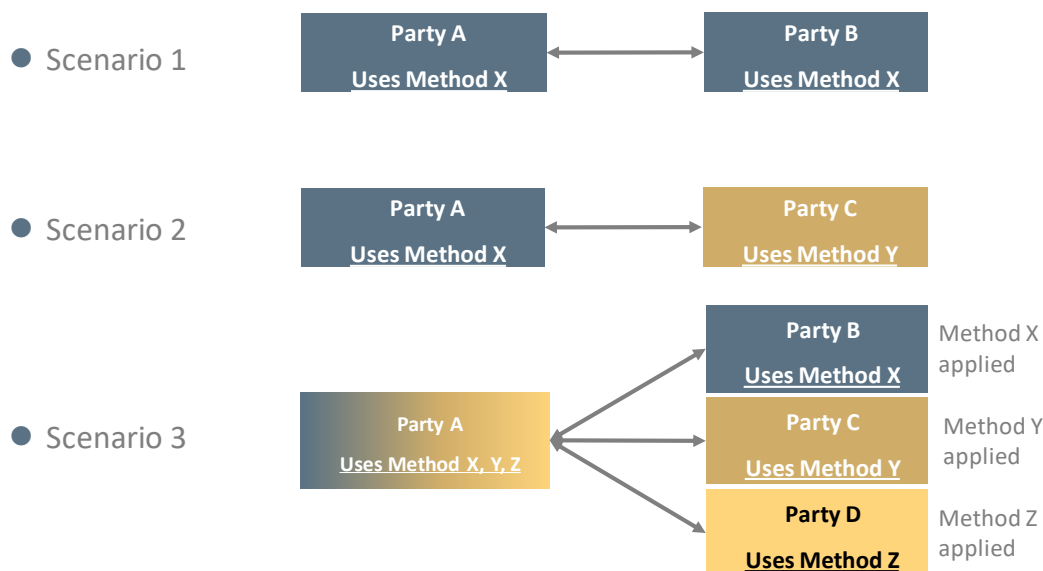 Scenario 1
Party A
Uses Method X
Party B
Uses Method X
Scenario 2
Party A
Uses Method X
Party C
Uses Method Y
Scenario 3
Party A
Uses Method X, Y, Z
Party B
Uses Method X
Method X
applied
Party C
Uses Method Y
Method Y
applied
Party D
Uses Method Z
Method Z
applied